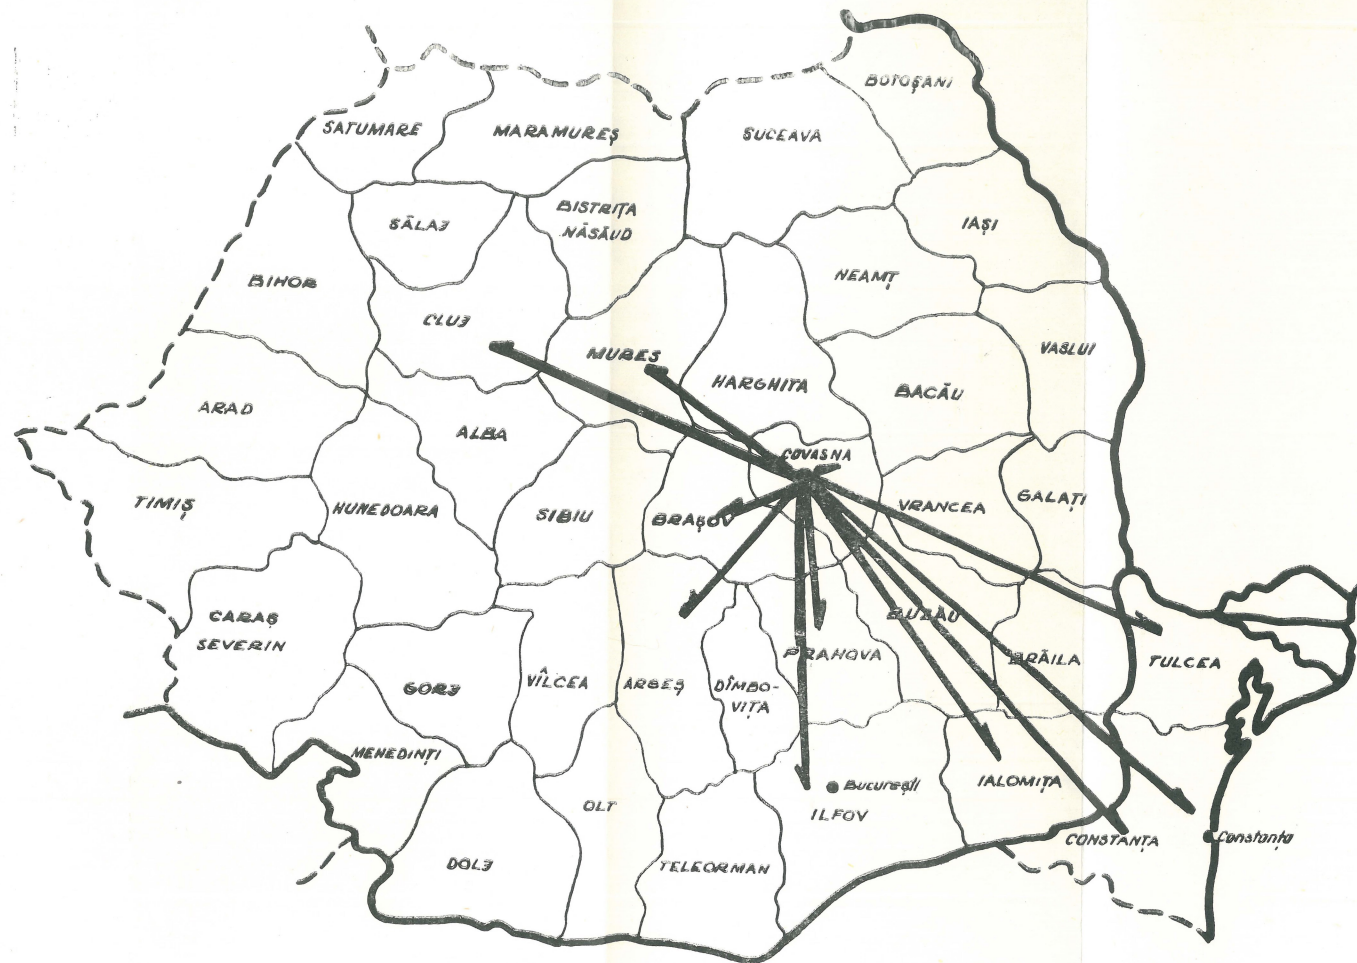 BOTOȘANI
SATUMARE
MARAMUREȘ
SUCEAVA
BISTRIȚA
NĂSĂUD
SĂLAJ
IAȘI
BIHOR
NEAMȚ
CLUJ
MUREȘ
VASLUI
HARGHITA
BACĂU
ARAD
ALBA
COVASNA
TIMIȘ
HUNEDOARA
SIBIU
BRAȘOV
VRANCEA
GALAȚI
CARAȘ
SEVERIN
BUZĂU
PRAHOVA
BRĂILA
TULCEA
GORJ
VÎLCEA
ARGEȘ
DÎMBO-
VIȚA
MEHEDINȚI
București
IALOMIȚA
OLT
ILFOV
CONSTANȚA
Constanța
DOLJ
TELEORMAN